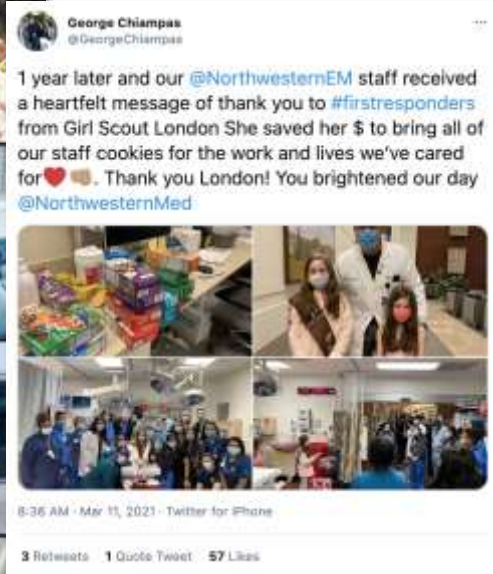 George Chiampas
@GeorgeChiampas
1 year later and our @NorthwesternEM staff received
a heartfelt message of thank you to #firstresponders
from Girl Scout London She saved her $ to bring all of
our staff cookies for the work and lives we've cared
for❤️ 🤜🏽. Thank you London! You brightened our day
@NorthwesternMed
8:36 AM · Mar 11, 2021 · Twitter for iPhone
3 Retweets 1 Quote Tweet 57 Likes